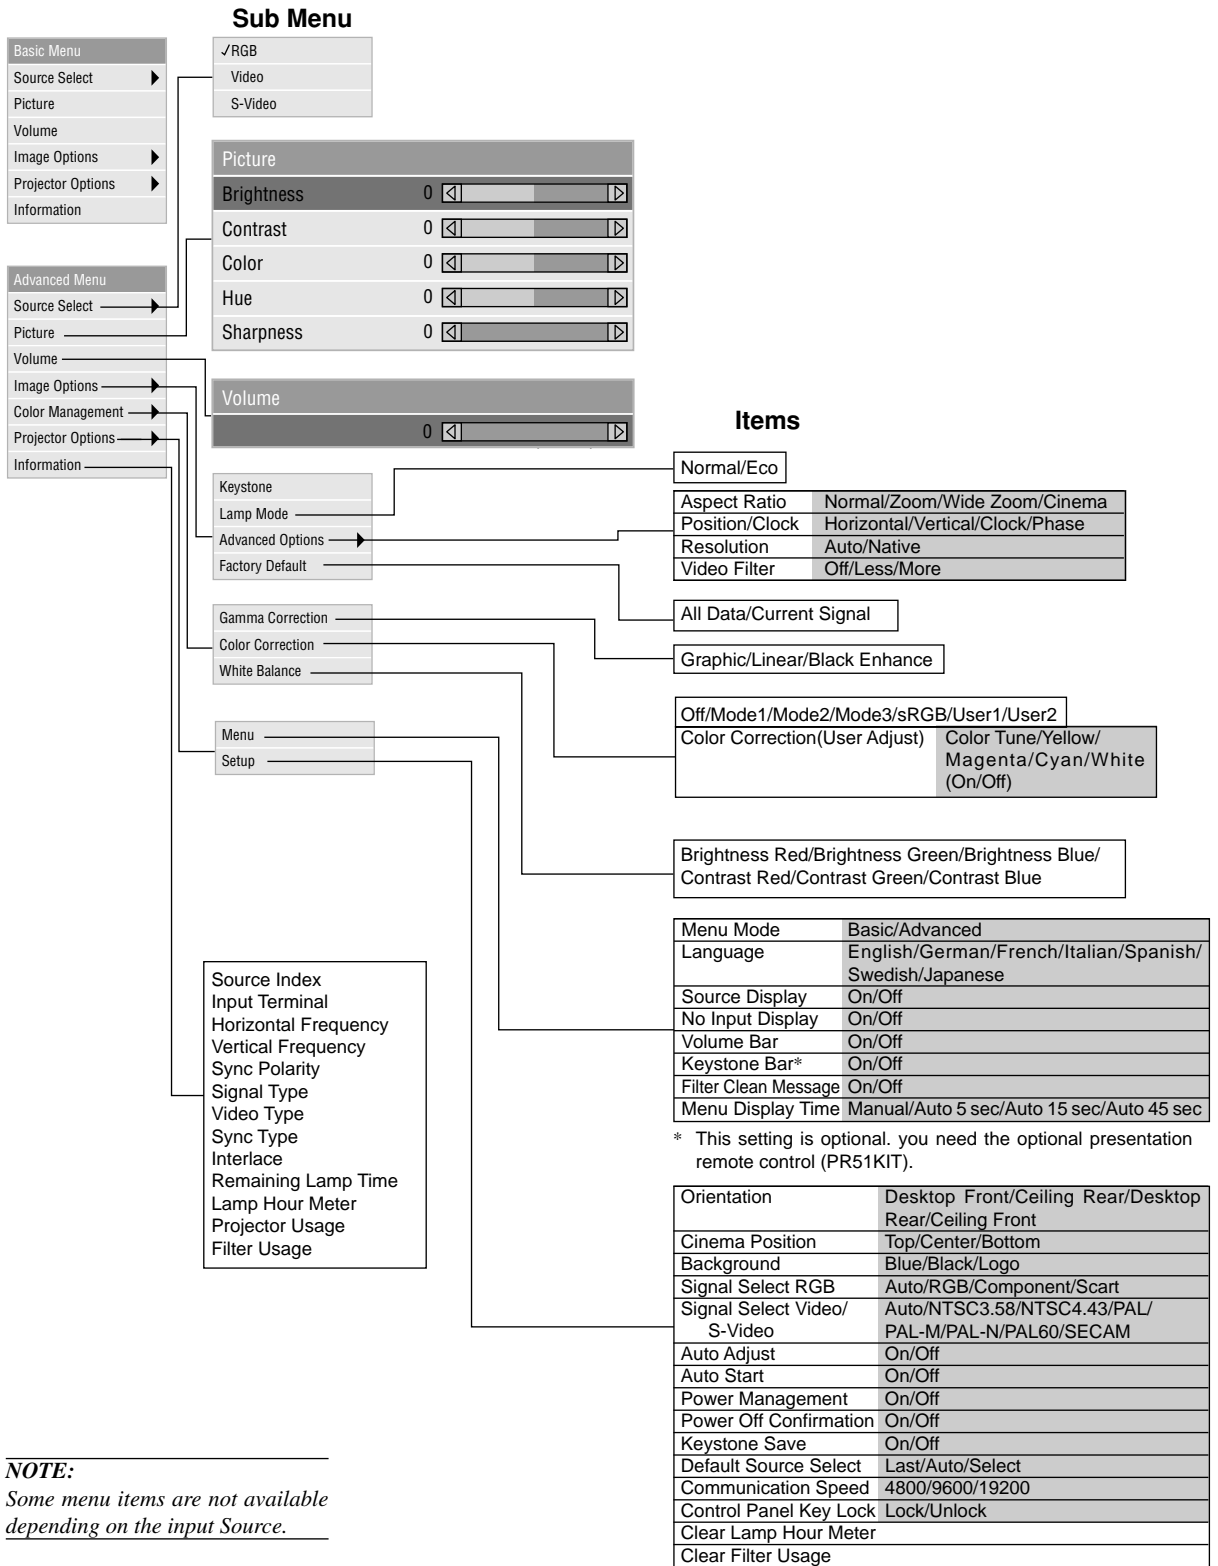 Sub Menu
Basic Menu
Source Select
Picture
Volume
Image Options
Projector Options
Information
✓RGB
Video
S-Video
Picture
Brightness 0
Contrast 0
Color 0
Hue 0
Sharpness 0
Advanced Menu
Source Select
Picture
Volume
Image Options
Color Management
Projector Options
Information
Volume
0
Items
Keystone
Lamp Mode
Advanced Options
Factory Default
Normal/Eco
Aspect Ratio Normal/Zoom/Wide Zoom/Cinema
Position/Clock Horizontal/Vertical/Clock/Phase
Resolution Auto/Native
Video Filter Off/Less/More
All Data/Current Signal
Gamma Correction
Color Correction
White Balance
Graphic/Linear/Black Enhance
Off/Mode1/Mode2/Mode3/sRGB/User1/User2
Color Correction(User Adjust) Color Tune/Yellow/
Magenta/Cyan/White
(On/Off)
Menu
Setup
Brightness Red/Brightness Green/Brightness Blue/
Contrast Red/Contrast Green/Contrast Blue
Menu Mode Basic/Advanced
Language English/German/French/Italian/Spanish/
Swedish/Japanese
Source Display On/Off
No Input Display On/Off
Volume Bar On/Off
Keystone Bar* On/Off
Filter Clean Message On/Off
Menu Display Time Manual/Auto 5 sec/Auto 15 sec/Auto 45 sec
* This setting is optional. you need the optional presentation
remote control (PR51KIT).
Source Index
Input Terminal
Horizontal Frequency
Vertical Frequency
Sync Polarity
Signal Type
Video Type
Sync Type
Interlace
Remaining Lamp Time
Lamp Hour Meter
Projector Usage
Filter Usage
Orientation Desktop Front/Ceiling Rear/Desktop
Rear/Ceiling Front
Cinema Position Top/Center/Bottom
Background Blue/Black/Logo
Signal Select RGB Auto/RGB/Component/Scart
Signal Select Video/ Auto/NTSC3.58/NTSC4.43/PAL/
S-Video PAL-M/PAL-N/PAL60/SECAM
Auto Adjust On/Off
Auto Start On/Off
Power Management On/Off
Power Off Confirmation On/Off
Keystone Save On/Off
Default Source Select Last/Auto/Select
Communication Speed 4800/9600/19200
Control Panel Key Lock Lock/Unlock
Clear Lamp Hour Meter
Clear Filter Usage
NOTE:
Some menu items are not available
depending on the input Source.